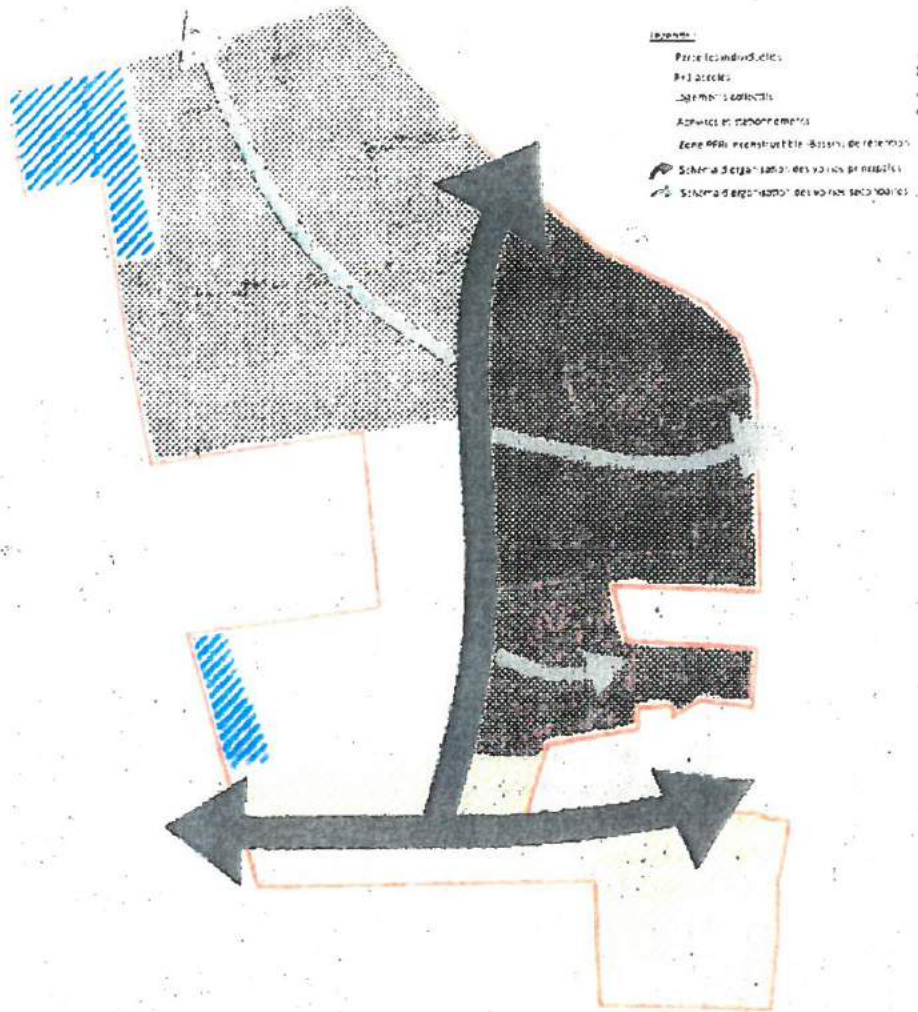 Légende:
Parcelles individuelles
R+1 accolés
Logements collectifs
Activités et stationnements
Zone PPRi inconstructible-Bassins de rétention
Schéma d'organisation des voiries principales
Schéma d'organisation des voiries secondaires